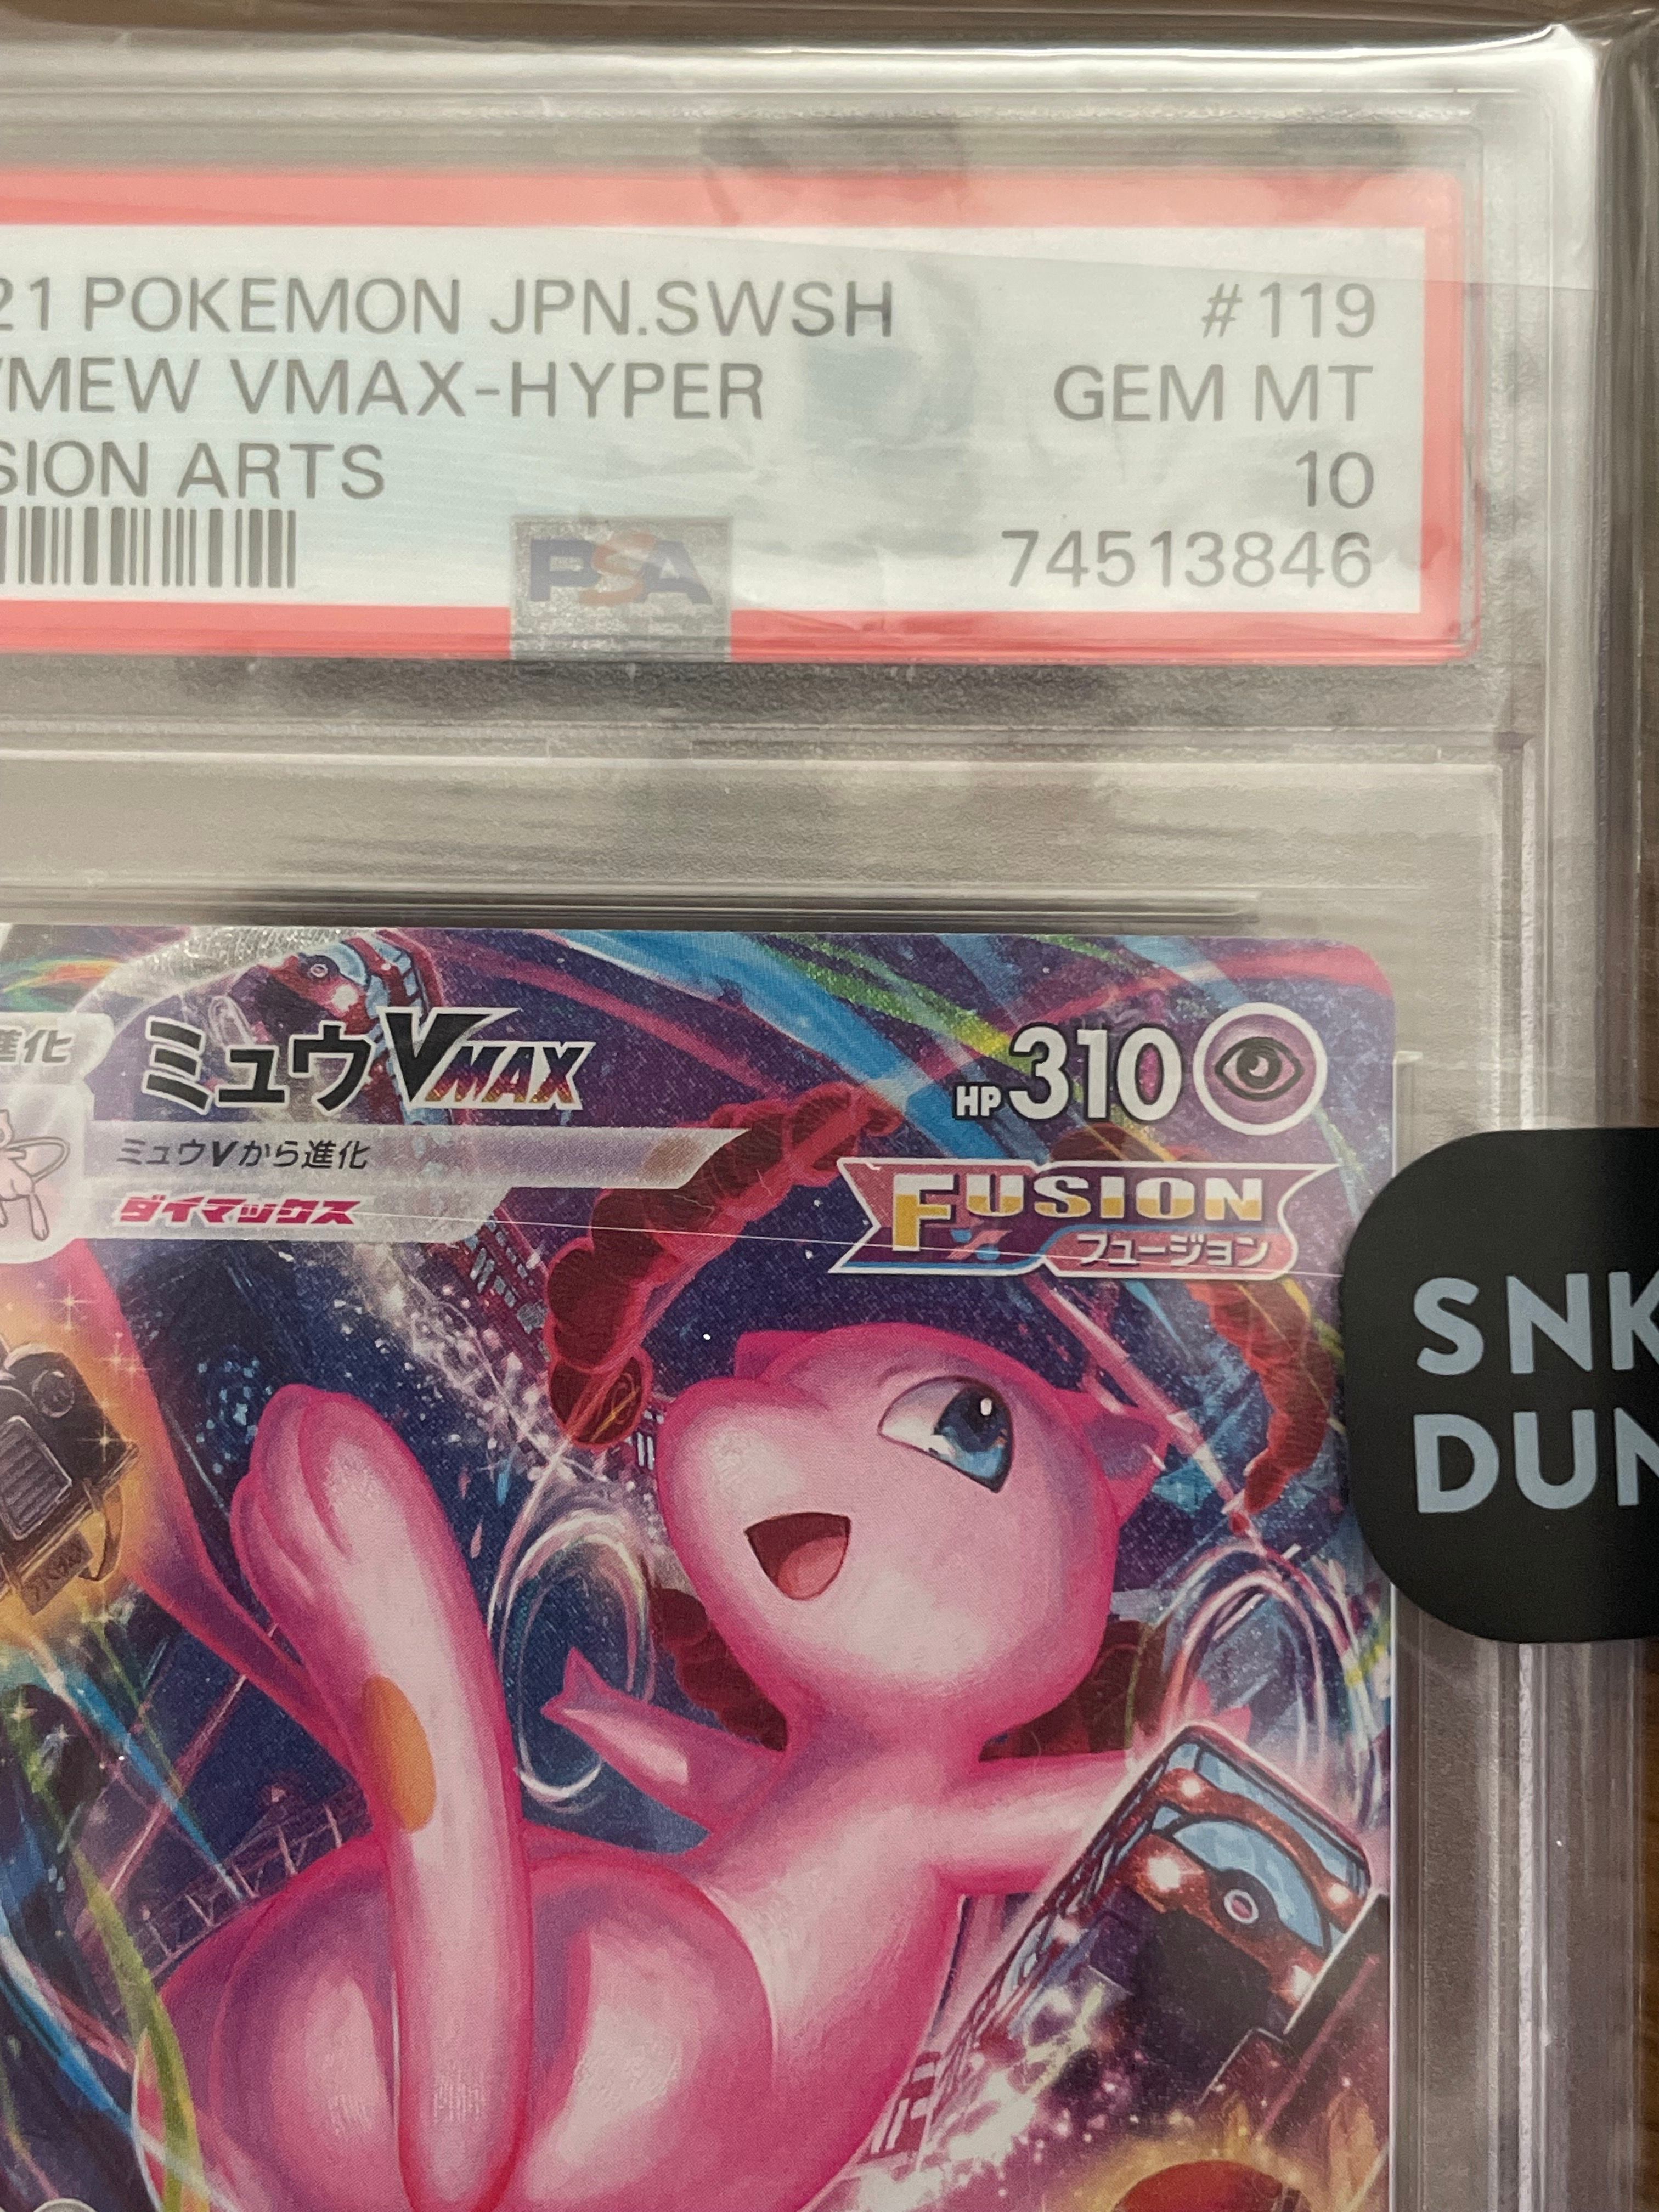 21 POKEMON JPN.SWSH #119
MEW VMAX-HYPER GEM MT
SION ARTS 10
PSA 74513846
進化 ミュウVMAX HP310
ミュウVから進化
ダイマックス
FUSION
フュージョン
SNK
DUN